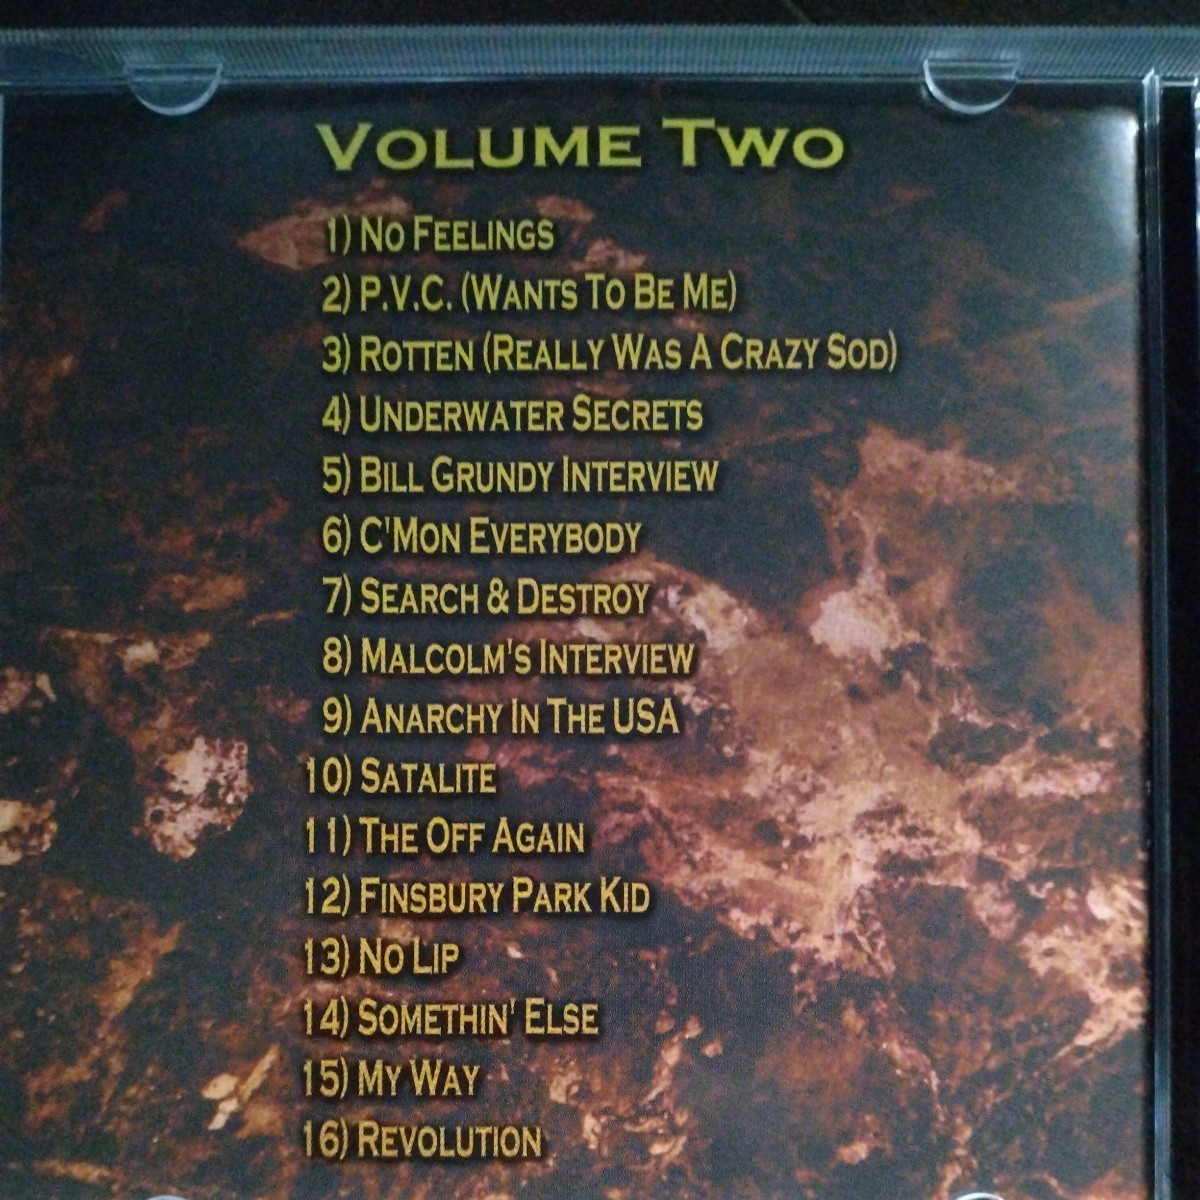 VOLUME TWO
1) NO FEELINGS
2) P.V.C. (WANTS TO BE ME)
3) ROTTEN (REALLY WAS A CRAZY SOD)
4) UNDERWATER SECRETS
5) BILL GRUNDY INTERVIEW
6) C'MON EVERYBODY
7) SEARCH & DESTROY
8) MALCOLM'S INTERVIEW
9) ANARCHY IN THE USA
10) SATALITE
11) THE OFF AGAIN
12) FINSBURY PARK KID
13) NO LIP
14) SOMETHIN' ELSE
15) MY WAY
16) REVOLUTION